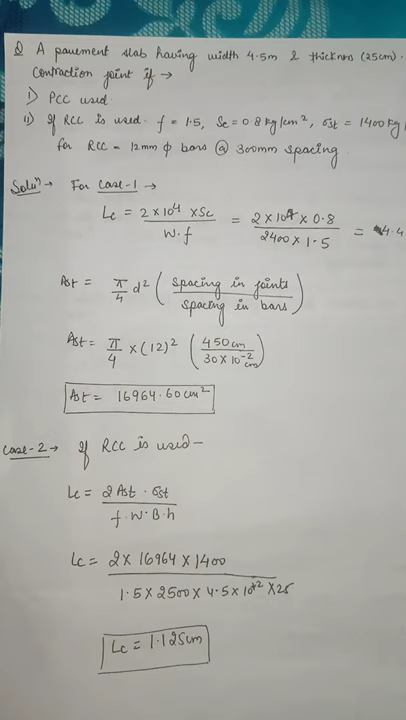 Q A pavement slab having width 4.5m & thickness (25cm).
Contraction joint if →
1) PCC used.
11) If RCC is used. f = 1.5, Sc = 0.8 kg/cm², σst = 1400 kg/
for RCC = 12mm ϕ bars @ 300mm spacing.
Solun → For Case-1 →
Lc = 2×10⁴ ×Sc / W.f = 2×10⁴ × 0.8 / 2400 × 1.5 = 4.4
Ast = π/4 d² (Spacing in joints / Spacing in bars)
Ast = π/4 × (12)² (450cm / 30×10⁻² cm)
Ast = 16964.60 cm²
Case-2 → If RCC is used –
Lc = 2 Ast . σst / f.W.B.h
Lc = 2× 16964 ×1400 / 1.5× 2500× 4.5× 10⁺² ×25
Lc = 1.125cm